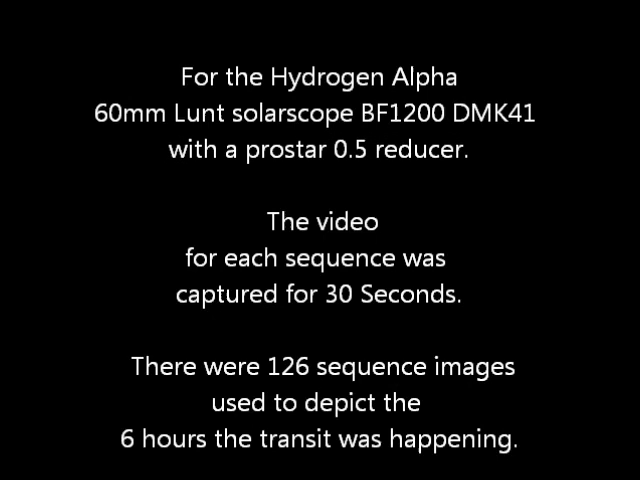 For the Hydrogen Alpha
60mm Lunt solarscope BF1200 DMK41
with a prostar 0.5 reducer.
The video
for each sequence was
captured for 30 Seconds.
There were 126 sequence images
used to depict the
6 hours the transit was happening.